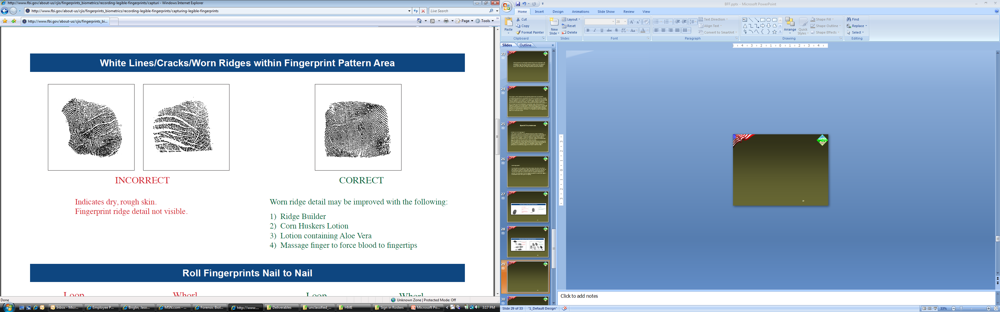 http://www.fbi.gov/about-us/cjis/fingerprints_biometrics/recording-legible-fingerprints/capturi - Windows Internet Explorer
http://www.fbi.gov/about-us/cjis/fingerprints_biometrics/recording-legible-fingerprints/capturing-legible-fingerprints
Live Search
http://www.fbi.gov/about-us/cjis/fingerprints_bi...
Page
Tools
White Lines/Cracks/Worn Ridges within Fingerprint Pattern Area
INCORRECT
CORRECT
Indicates dry, rough skin.
Fingerprint ridge detail not visible.
Worn ridge detail may be improved with the following:
1) Ridge Builder
2) Corn Huskers Lotion
3) Lotion containing Aloe Vera
4) Massage finger to force blood to fingertips
Roll Fingerprints Nail to Nail
Loop
Whorl
Loop
Whorl
Done
Unknown Zone | Protected Mode: Off
Inbox - Micr...
Employee P...
Briglin, Jaso...
MSN.com - ...
Forensic Biol...
http://www....
Deliverables
unclassified_...
HME
Sign in Rosters
Microsoft Po...
3:17 PM
BFF.pptx - Microsoft PowerPoint
Home
Insert
Design
Animations
Slide Show
Review
View
Paste
Cut
Copy
Format Painter
Clipboard
New Slide
Layout
Reset
Delete
Slides
28
Font
Text Direction
Align Text
Convert to SmartArt
Paragraph
Arrange
Quick Styles
Shape Fill
Shape Outline
Shape Effects
Drawing
Find
Replace
Select
Editing
Slides
Outline
23
24
25
Special Circumstances
26
27
28
29
30
Click to add notes
Slide 29 of 33
"1_Default Design"
33%